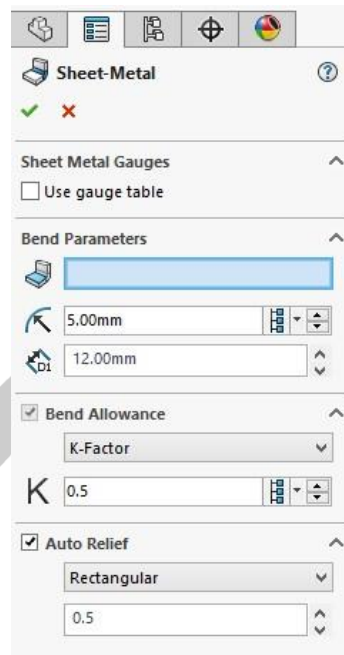 Sheet-Metal
Sheet Metal Gauges
Use gauge table
Bend Parameters
5.00mm
D1 12.00mm
Bend Allowance
K-Factor
K 0.5
Auto Relief
Rectangular
0.5